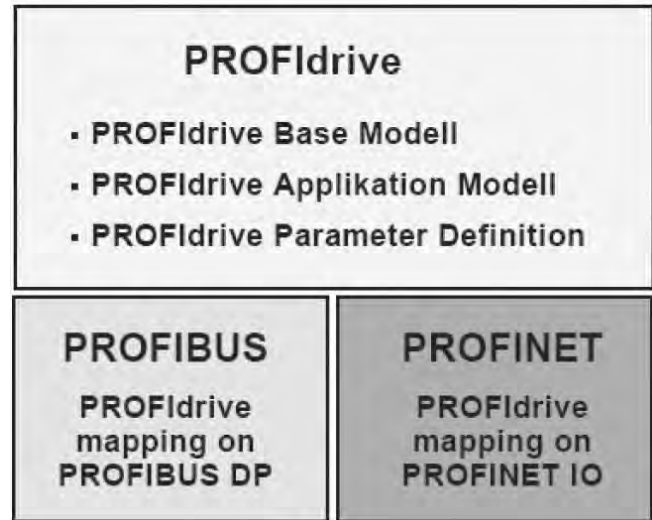 PROFIdrive
▪ PROFIdrive Base Modell
▪ PROFIdrive Applikation Modell
▪ PROFIdrive Parameter Definition
PROFIBUS
PROFIdrive
mapping on
PROFIBUS DP
PROFINET
PROFIdrive
mapping on
PROFINET IO